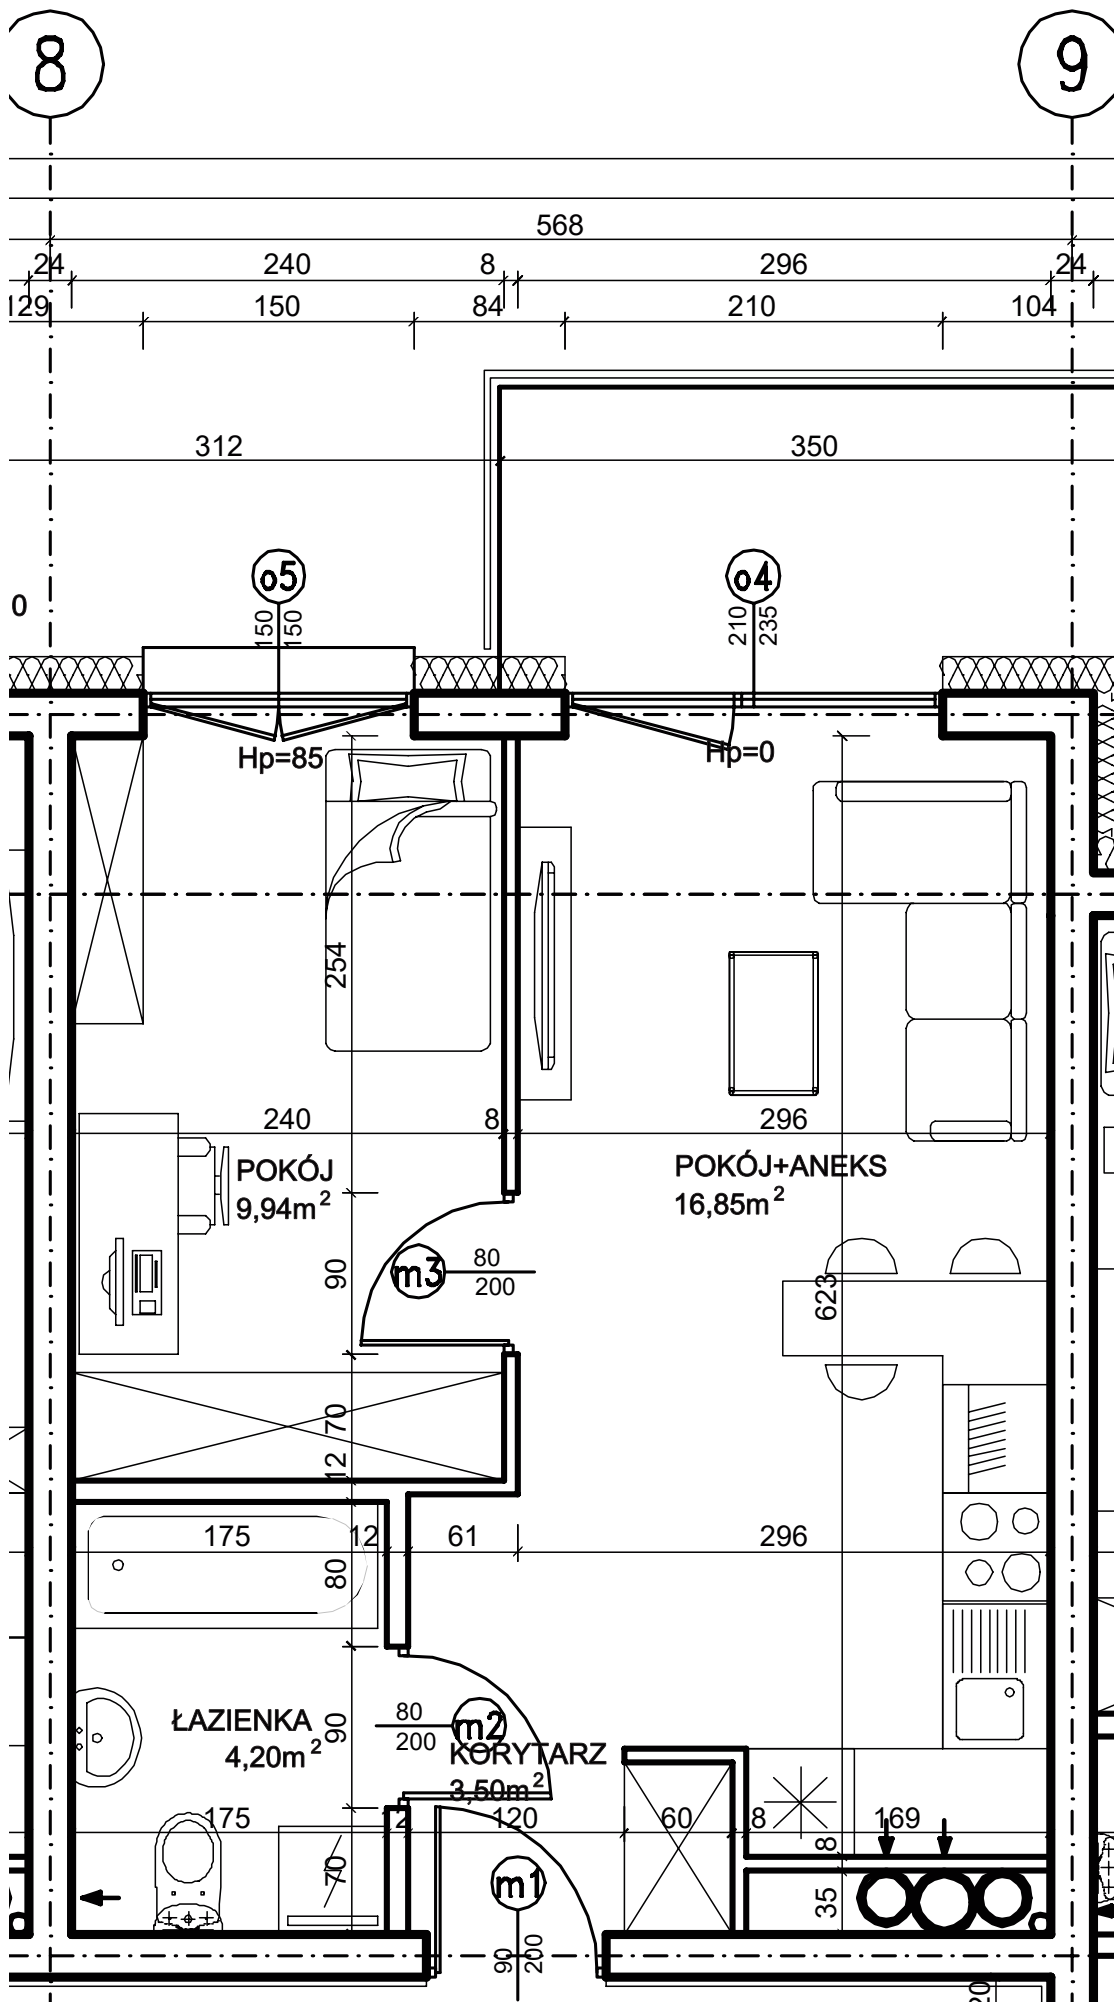 8 9
568
24 240 8 296 24
129 150 84 210 104
312 350
o5 o4
150 150 210 235
0
Hp=85 Hp=0
254
240 8 296
POKÓJ POKÓJ+ANEKS
9,94m² 16,85m²
90 m3 80 623
200
70
12
175 12 61 296
80
ŁAZIENKA 90 80 m2
4,20m² 200 KORYTARZ
3,50m²
175 2 120 60 8 169
8
70 m1 35
90 200
20